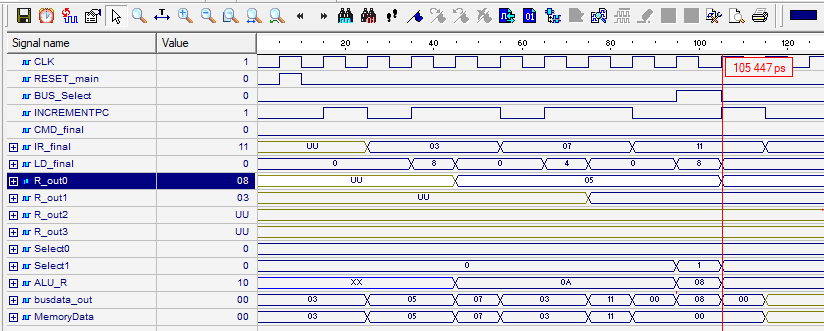 Signal name Value 20 40 60 80 100 120
CLK 1 105 447 ps
RESET_main 0
BUS_Select 0
INCREMENTPC 1
CMD_final 0
IR_final 11 UU 03 07 11
LD_final 0 0 8 0 4 0 8
R_out0 08 UU 05
R_out1 03 UU
R_out2 UU
R_out3 UU
Select0 0
Select1 0 0 1
ALU_R 10 XX 0A 08
busdata_out 00 03 05 07 03 11 00 08 00
MemoryData 00 03 05 07 03 11 00